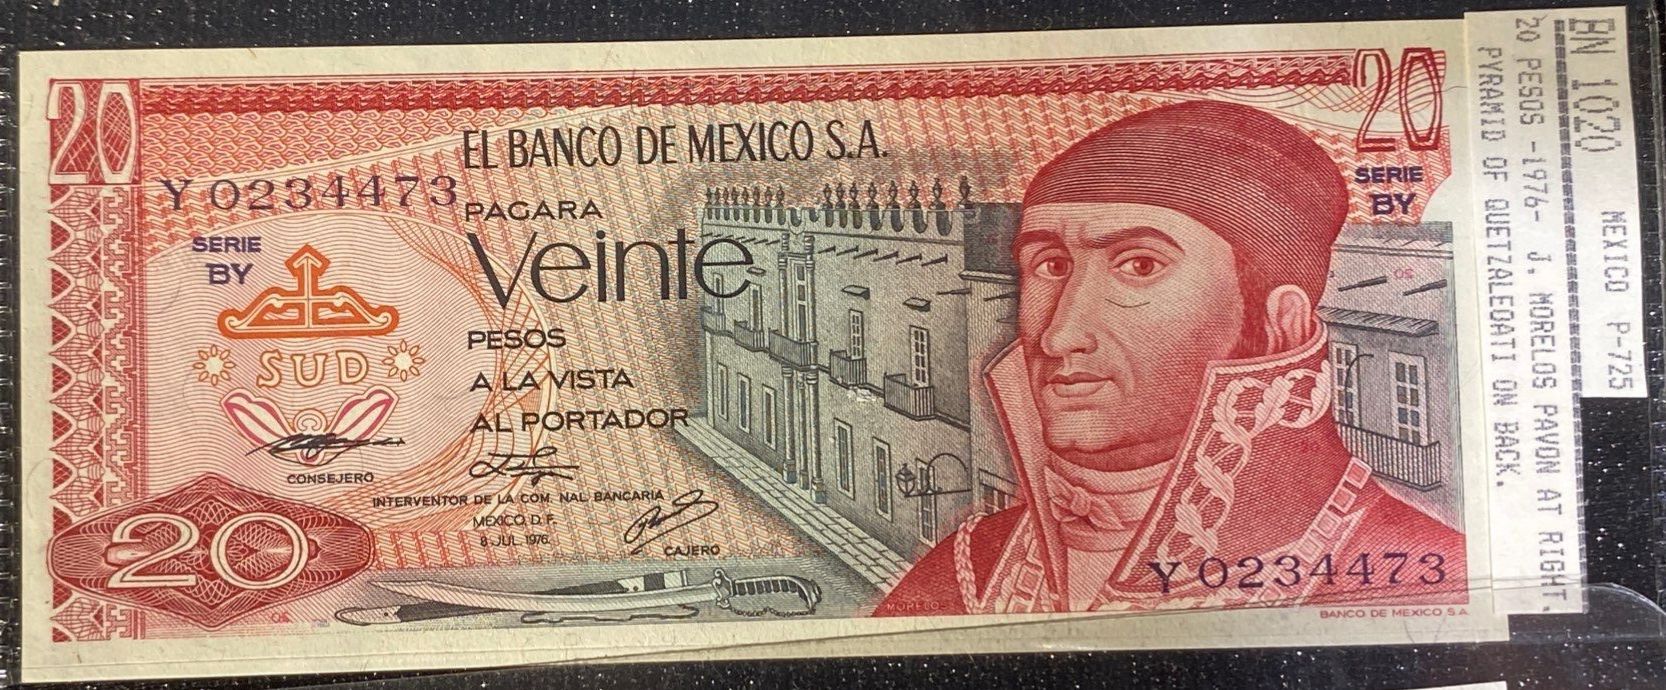 20
20
EL BANCO DE MEXICO S.A.
Y 0234473
PAGARA
SERIE
BY
SERIE
BY
Veinte
SUD
PESOS
A LA VISTA
AL PORTADOR
CONSEJERO
INTERVENTOR DE LA COM. NAL BANCARIA
MEXICO, D.F.
8 JUL. 1976.
CAJERO
20
Y 0234473
MORELOS
BANCO DE MEXICO S.A.
BN 1020 MEXICO P-725
20 PESOS -1976- J. MORELOS PAVON AT RIGHT.
PYRAMID OF QUETZALEDATI ON BACK.